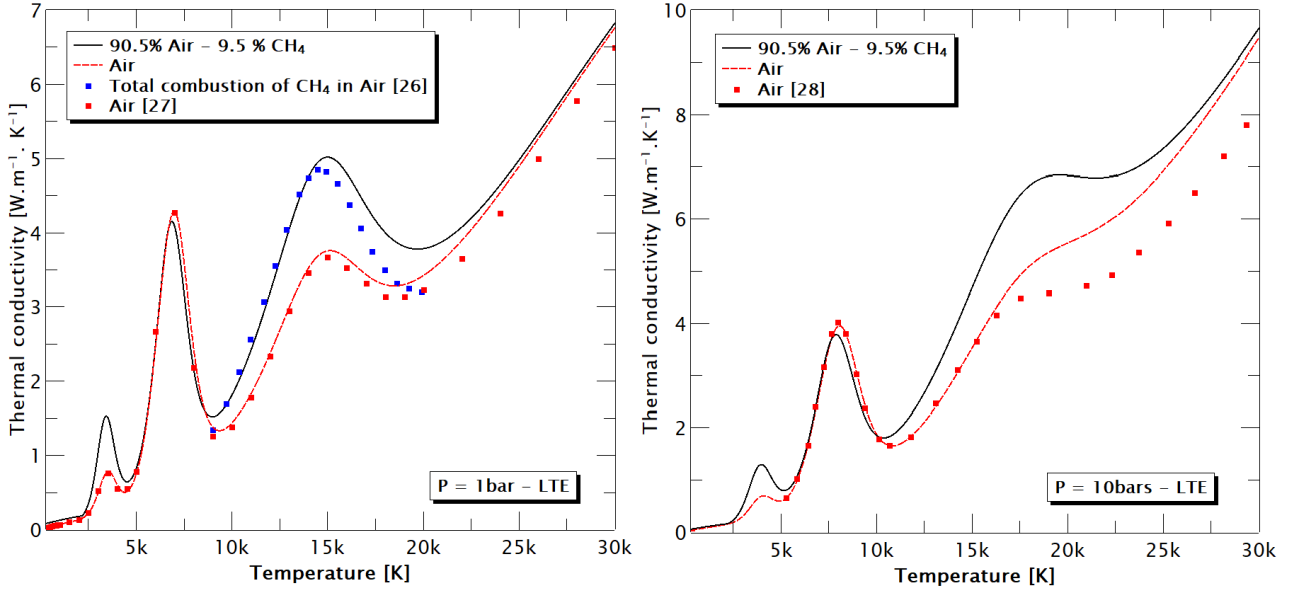 7
6
5
4
3
2
1
0
Thermal conductivity [W.m⁻¹. K⁻¹]
90.5% Air – 9.5 % CH₄
Air
Total combustion of CH₄ in Air [26]
Air [27]
P = 1bar – LTE
5k
10k
15k
20k
25k
30k
Temperature [K]
10
8
6
4
2
0
Thermal conductivity [W.m⁻¹.K⁻¹]
90.5% Air – 9.5% CH₄
Air
Air [28]
P = 10bars – LTE
5k
10k
15k
20k
25k
30k
Temperature [K]